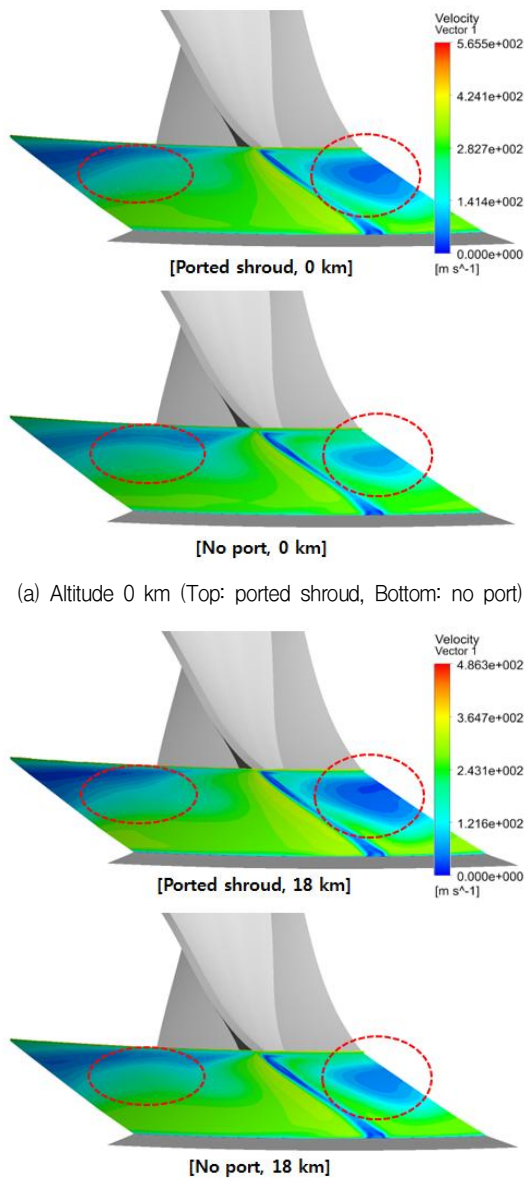 Velocity
Vector 1
5.655e+002
4.241e+002
2.827e+002
1.414e+002
0.000e+000
[m s^-1]
[Ported shroud, 0 km]
[No port, 0 km]
(a) Altitude 0 km (Top: ported shroud, Bottom: no port)
Velocity
Vector 1
4.863e+002
3.647e+002
2.431e+002
1.216e+002
0.000e+000
[m s^-1]
[Ported shroud, 18 km]
[No port, 18 km]